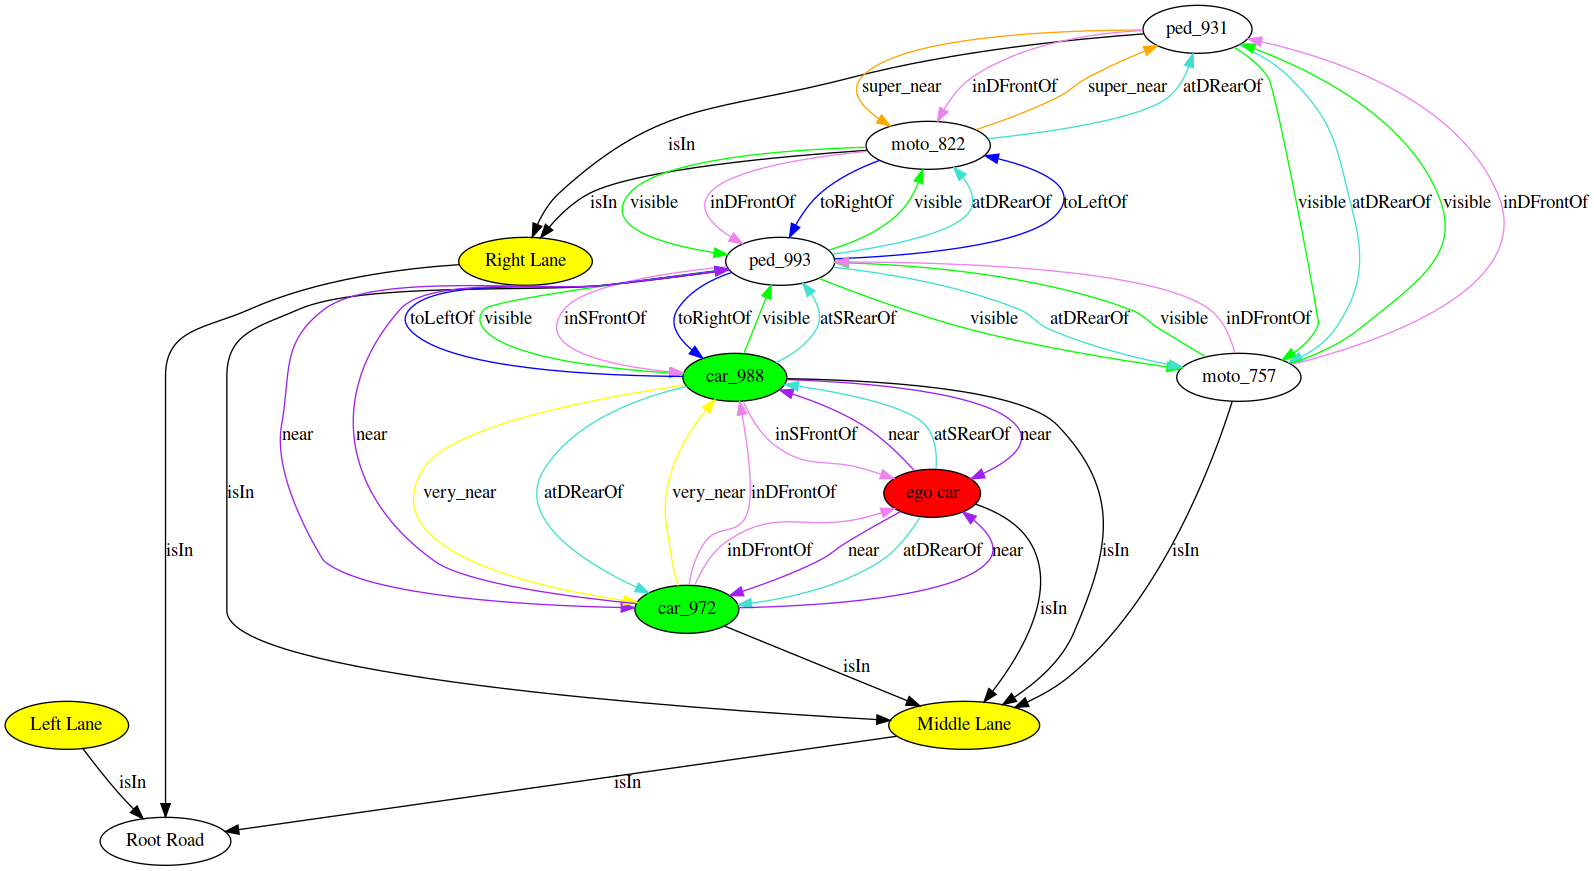 ped_931
super_near
inDFrontOf
super_near
atDRearOf
isIn
moto_822
isIn
visible
inDFrontOf
toRightOf
visible
atDRearOf
toLeftOf
visible
atDRearOf
visible
inDFrontOf
Right Lane
ped_993
toLeftOf
visible
inSFrontOf
toRightOf
visible
atSRearOf
visible
atDRearOf
visible
inDFrontOf
car_988
moto_757
near
near
inSFrontOf
near
atSRearOf
near
isIn
very_near
atDRearOf
very_near
inDFrontOf
ego car
isIn
inDFrontOf
near
atDRearOf
near
isIn
isIn
car_972
isIn
isIn
Left Lane
Middle Lane
isIn
isIn
Root Road